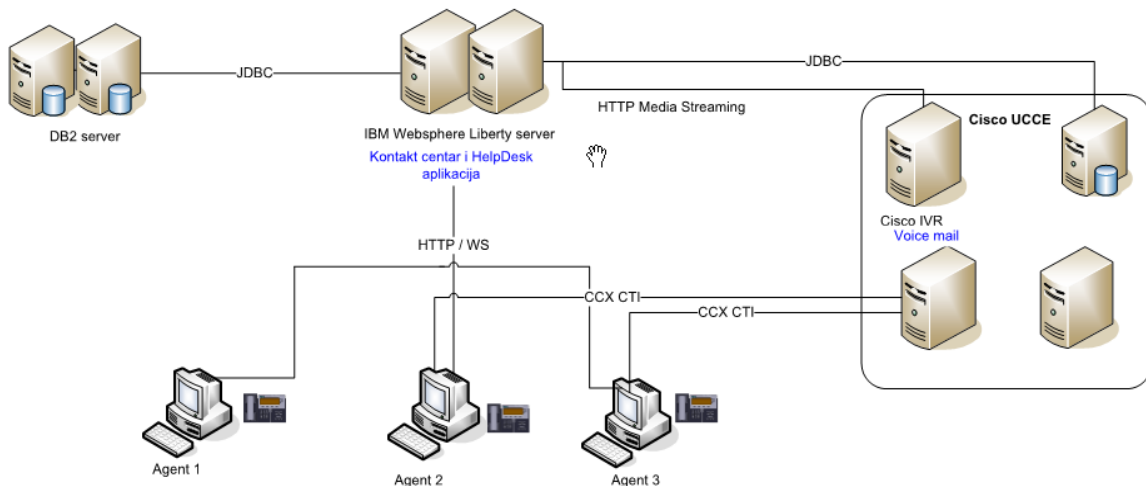 JDBC
JDBC
HTTP Media Streaming
Cisco UCCE
DB2 server
IBM Websphere Liberty server
Kontakt centar i HelpDesk
aplikacija
Cisco IVR
Voice mail
HTTP / WS
CCX CTI
CCX CTI
Agent 1
Agent 2
Agent 3